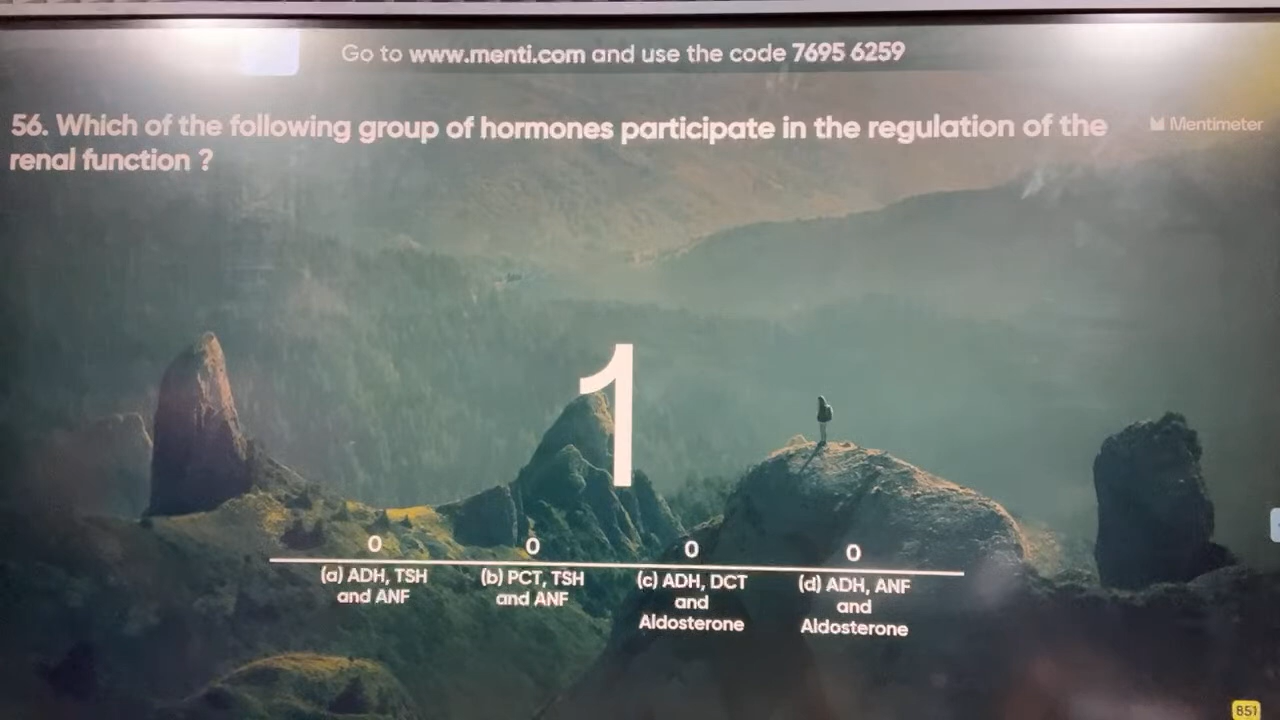 Go to www.menti.com and use the code 7695 6259
56. Which of the following group of hormones participate in the regulation of the
renal function ?
Mentimeter
1
0
0
0
0
(a) ADH, TSH
and ANF
(b) PCT, TSH
and ANF
(c) ADH, DCT
and
Aldosterone
(d) ADH, ANF
and
Aldosterone
851